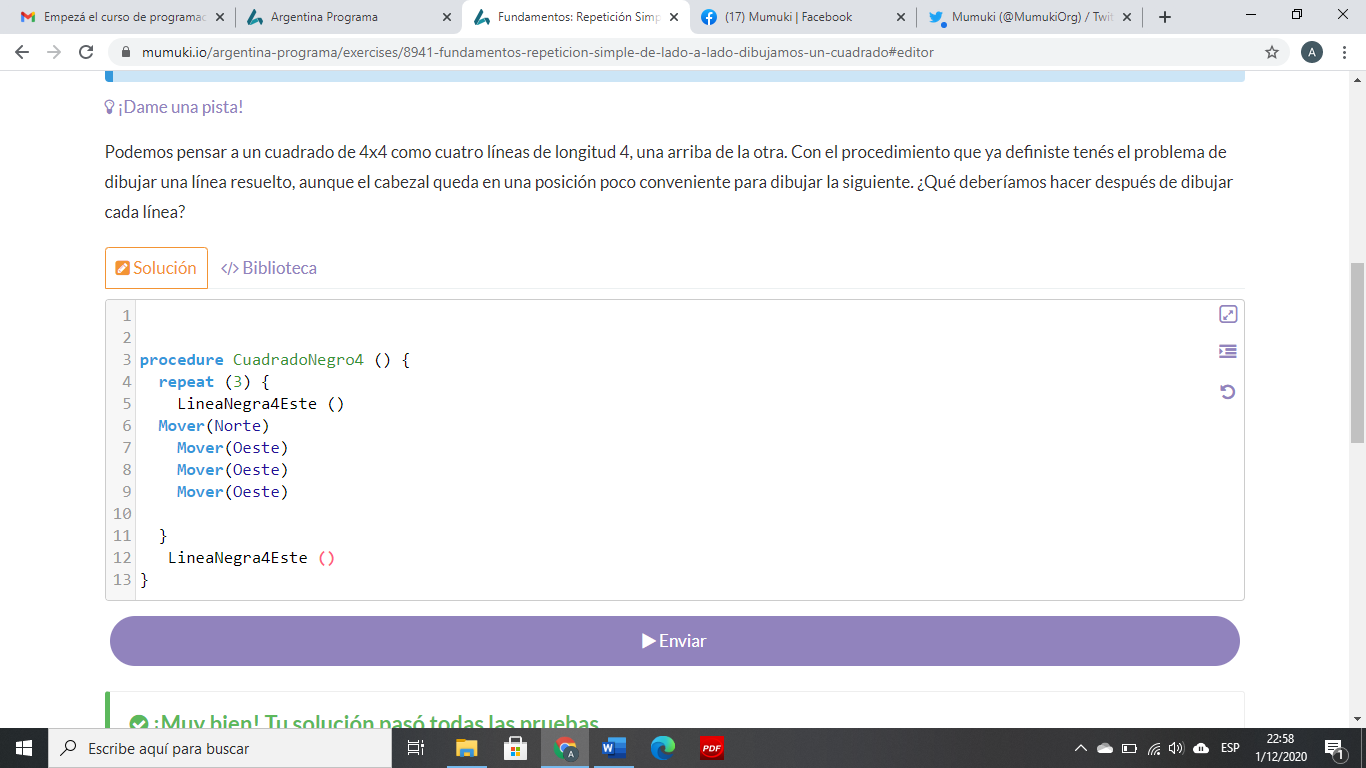 Empezá el curso de programac
Argentina Programa
Fundamentos: Repetición Simp
(17) Mumuki | Facebook
Mumuki (@MumukiOrg) / Twit
mumuki.io/argentina-programa/exercises/8941-fundamentos-repeticion-simple-de-lado-a-lado-dibujamos-un-cuadrado#editor
A
¡Dame una pista!
Podemos pensar a un cuadrado de 4x4 como cuatro líneas de longitud 4, una arriba de la otra. Con el procedimiento que ya definiste tenés el problema de
dibujar una línea resuelto, aunque el cabezal queda en una posición poco conveniente para dibujar la siguiente. ¿Qué deberíamos hacer después de dibujar
cada línea?
Solución
</> Biblioteca
1
2
3 procedure CuadradoNegro4 () {
4 repeat (3) {
5 LineaNegra4Este ()
6 Mover(Norte)
7 Mover(Oeste)
8 Mover(Oeste)
9 Mover(Oeste)
10
11 }
12 LineaNegra4Este ()
13 }
Enviar
¡Muy bien! Tu solución pasó todas las pruebas
Escribe aquí para buscar
A
W
PDF
ESP
22:58
1/12/2020
1